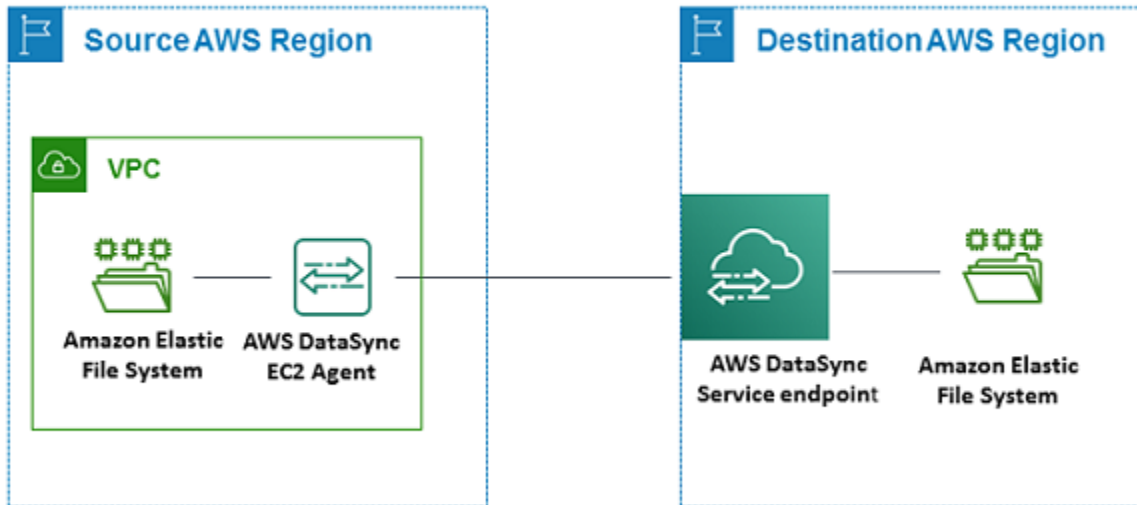 Source AWS Region
Destination AWS Region
VPC
Amazon Elastic
File System
AWS DataSync
EC2 Agent
AWS DataSync
Service endpoint
Amazon Elastic
File System